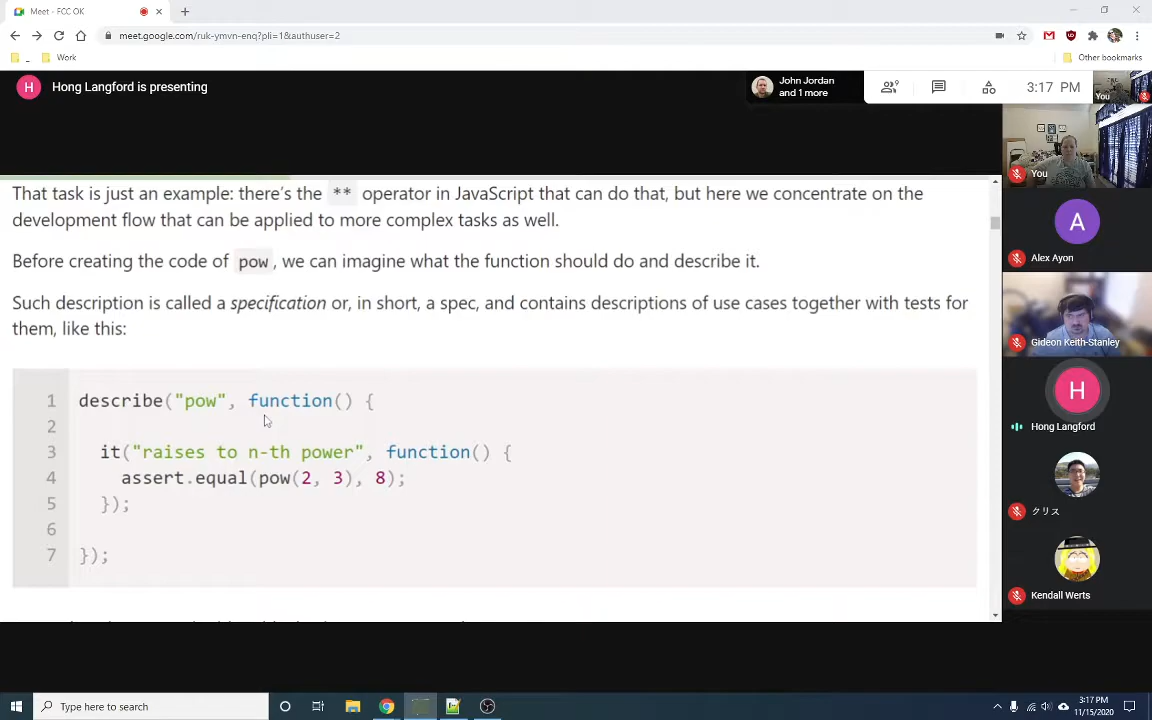 Meet - FCC OK
meet.google.com/ruk-ymvn-enq?pli=1&authuser=2
Work
Other bookmarks
H
Hong Langford is presenting
John Jordan
and 1 more
3:17 PM
You
You
That task is just an example: there's the ** operator in JavaScript that can do that, but here we concentrate on the
development flow that can be applied to more complex tasks as well.
Before creating the code of pow, we can imagine what the function should do and describe it.
Such description is called a specification or, in short, a spec, and contains descriptions of use cases together with tests for
them, like this:
1 describe("pow", function() {
2
3 it("raises to n-th power", function() {
4 assert.equal(pow(2, 3), 8);
5 });
6
7 });
A
Alex Ayon
Gideon Keith-Stanley
H
Hong Langford
クリス
Kendall Werts
Type here to search
3:17 PM
11/15/2020